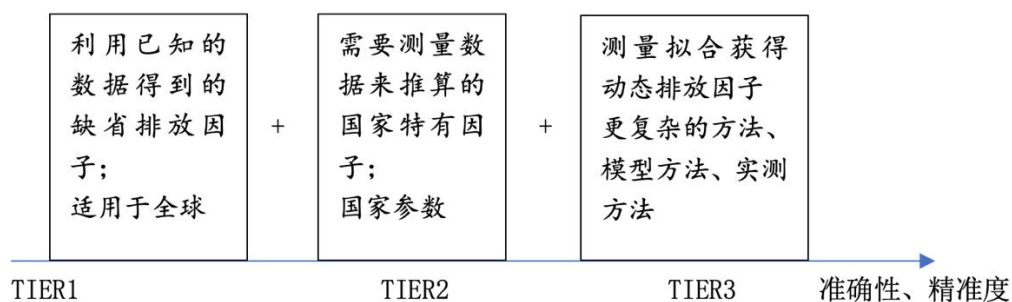 利用已知的
数据得到的
缺省排放因
子；
适用于全球
+
需要测量数
据来推算的
国家特有因
子；
国家参数
+
测量拟合获得
动态排放因子
更复杂的方法、
模型方法、实测
方法
TIER1
TIER2
TIER3
准确性、精准度